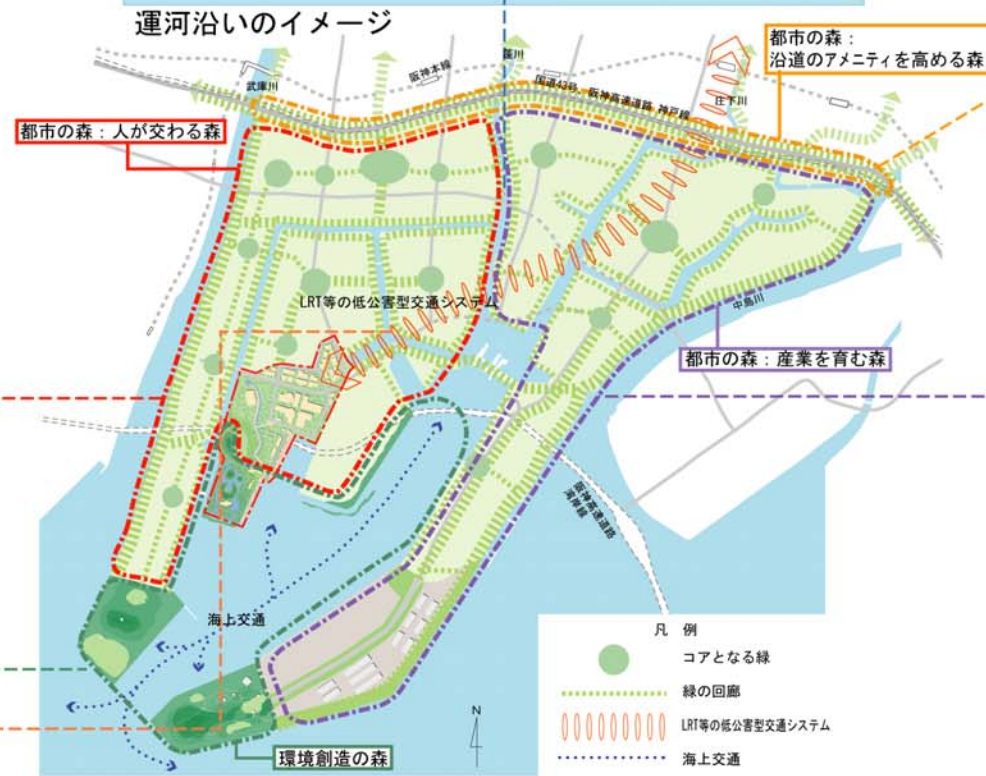 運河沿いのイメージ
都市の森:
沿道のアメニティを高める森
阪神本線
蓬川
武庫川
国道43号、阪神高速道路 神戸線
庄下川
都市の森:人が交わる森
LRT等の低公害型交通システム
中島川
都市の森:産業を育む森
阪神高速道路
湾岸線
海上交通
環境創造の森
N
凡 例
コアとなる緑
緑の回廊
LRT等の低公害型交通システム
海上交通